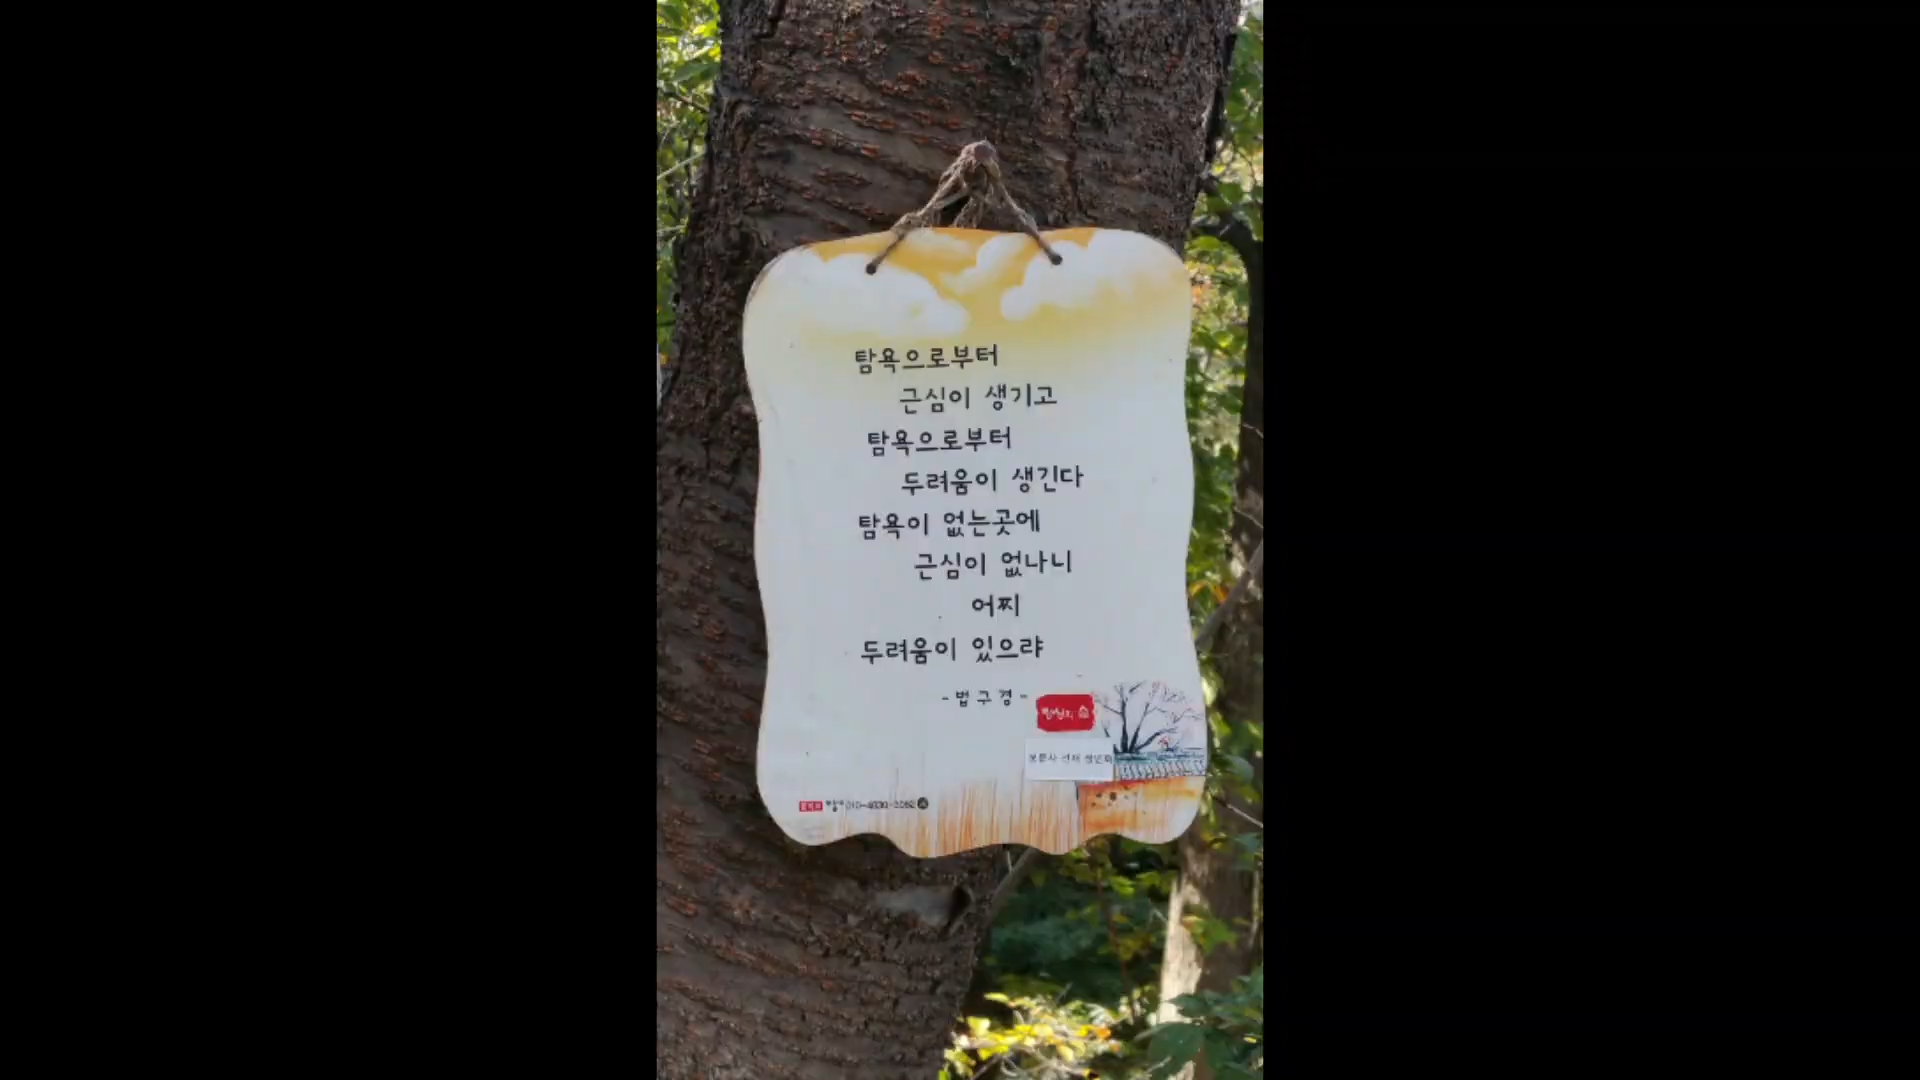 탐욕으로부터
근심이 생기고
탐욕으로부터
두려움이 생긴다
탐욕이 없는곳에
근심이 없나니
어찌
두려움이 있으랴
-법구경-